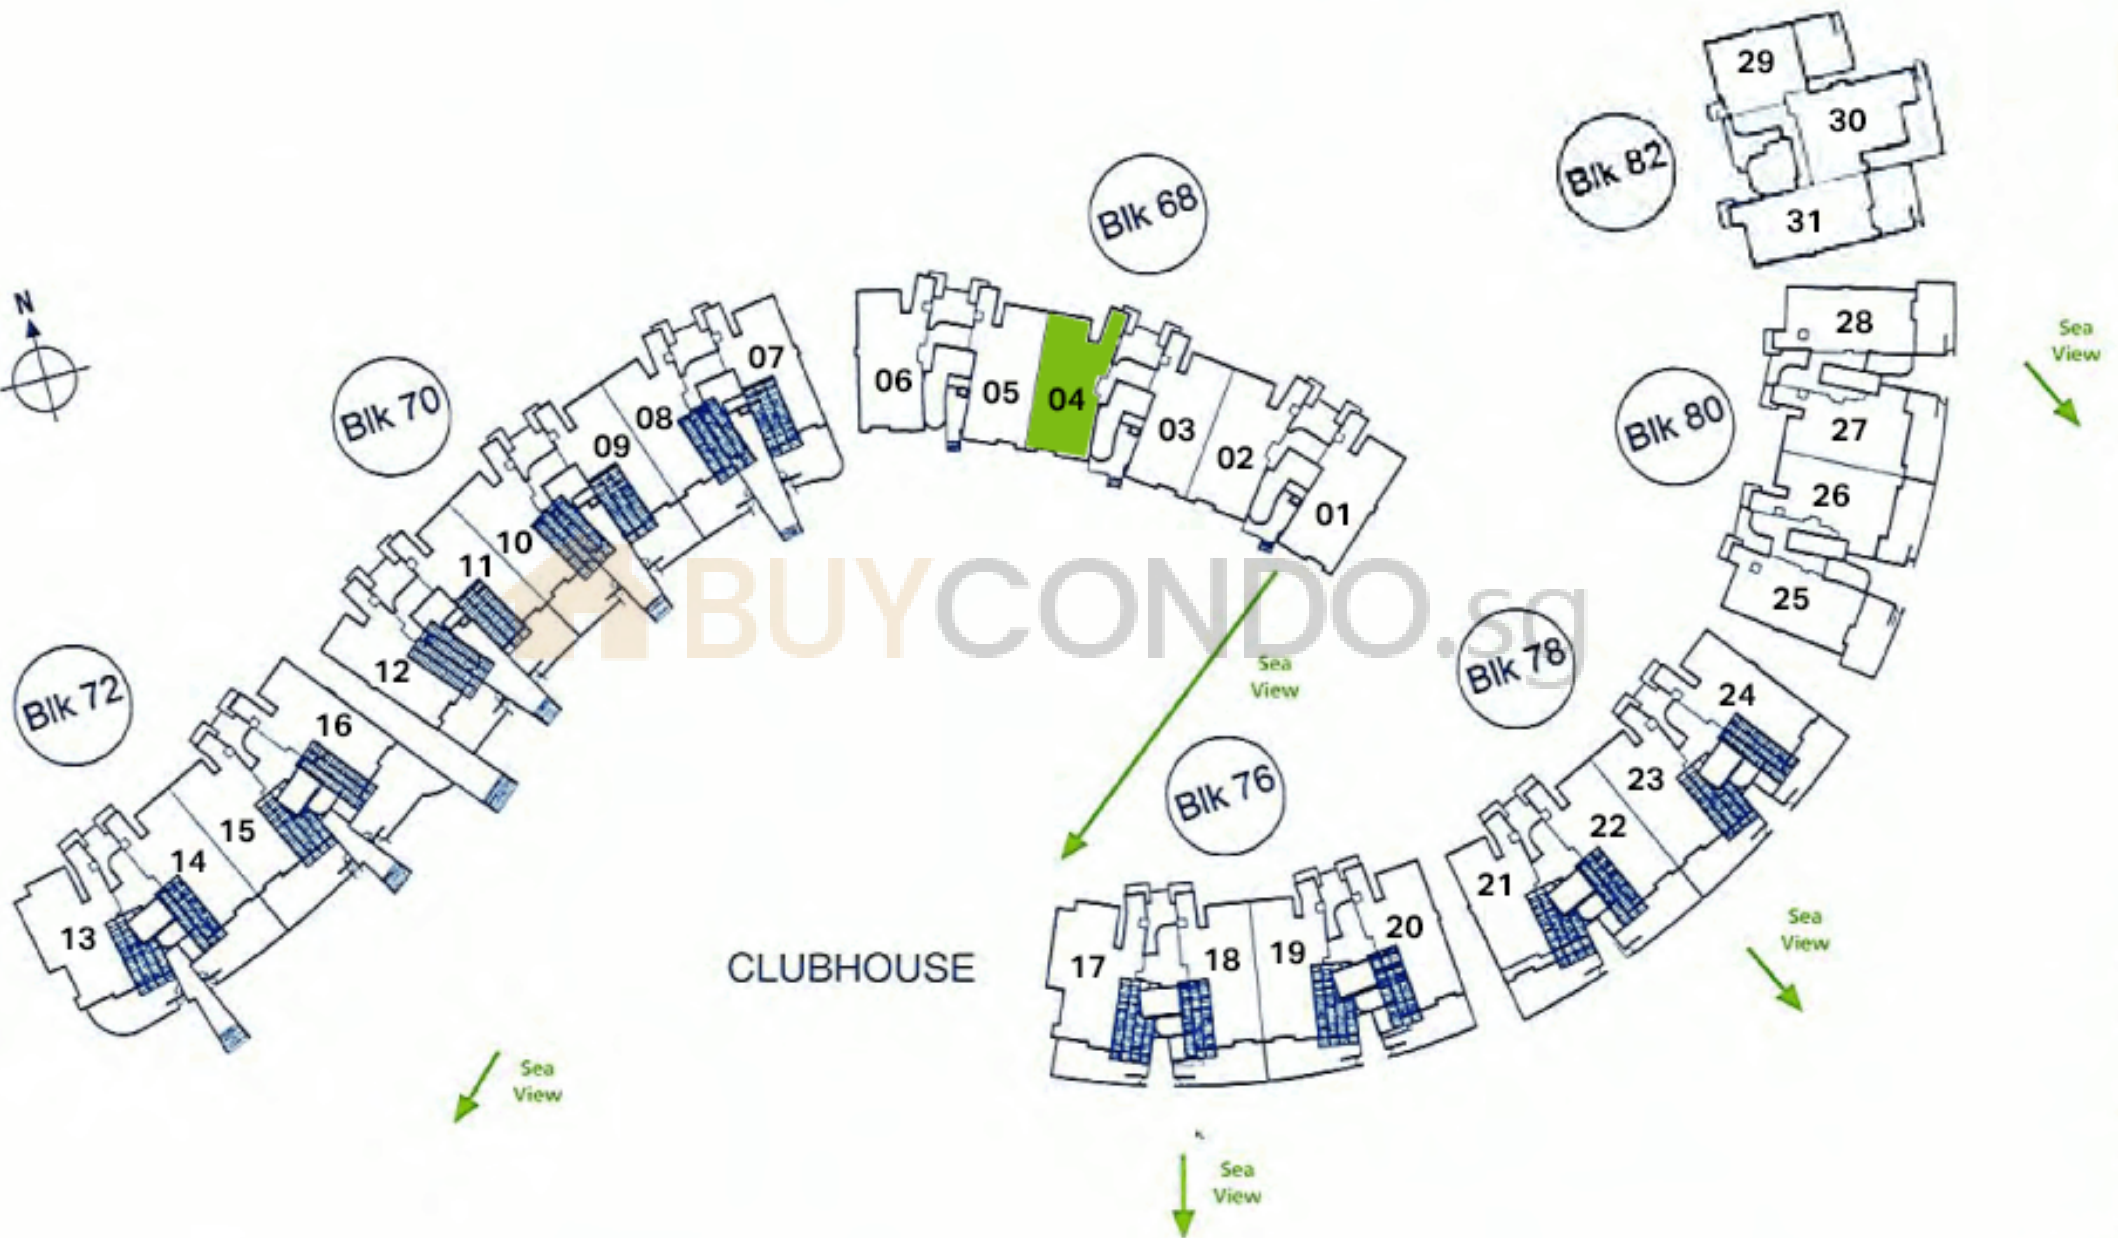 29
30
Blk 82
31
Blk 68
N
28
Sea
View
07
Blk 70
06
05
04
03
02
01
08
09
10
11
12
Blk 80
27
26
25
BUYCONDO.sg
Sea
View
Blk 72
16
15
14
13
Blk 78
24
23
22
21
Blk 76
20
19
18
17
CLUBHOUSE
Sea
View
Sea
View
Sea
View